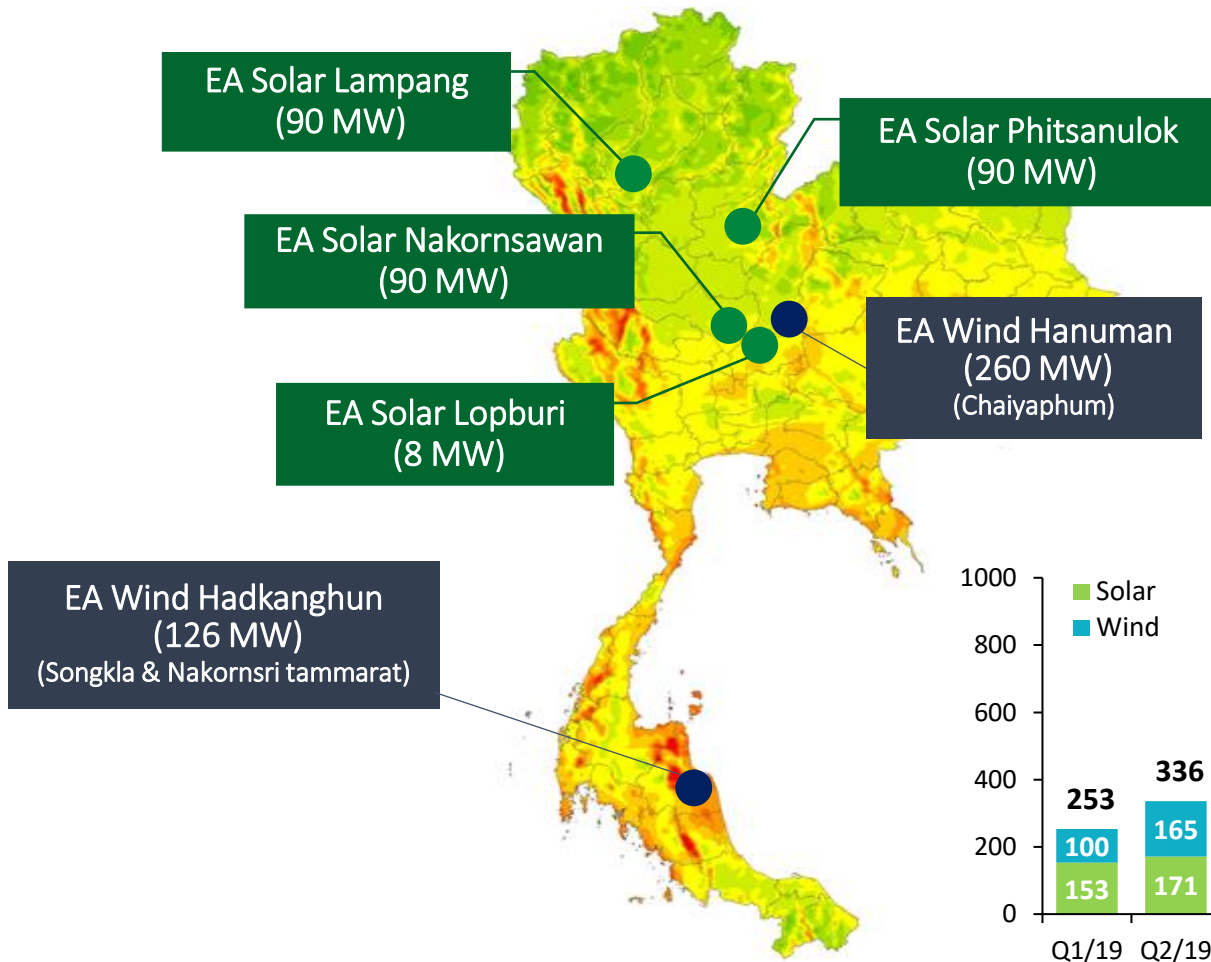 EA Solar Lampang
(90 MW)
EA Solar Phitsanulok
(90 MW)
EA Solar Nakornsawan
(90 MW)
EA Wind Hanuman
(260 MW)
(Chaiyaphum)
EA Solar Lopburi
(8 MW)
EA Wind Hadkanghun
(126 MW)
(Songkla & Nakornsri tammarat)
1000
800
600
400
200
0
Solar
Wind
253
100
153
336
165
171
Q1/19
Q2/19